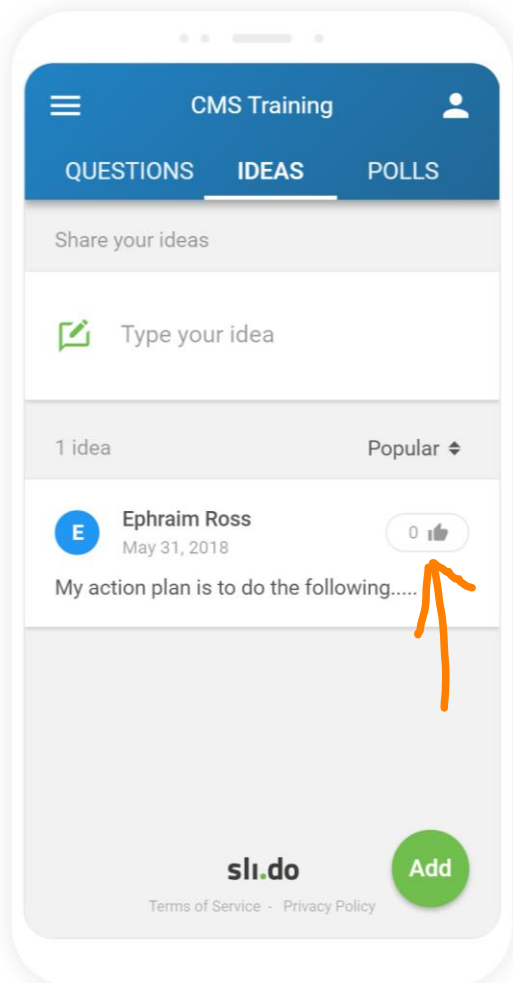 CMS Training
QUESTIONS IDEAS POLLS
Share your ideas
Type your idea
1 idea Popular
E Ephraim Ross 0
May 31, 2018
My action plan is to do the following.....
Add
slı.do
Terms of Service - Privacy Policy